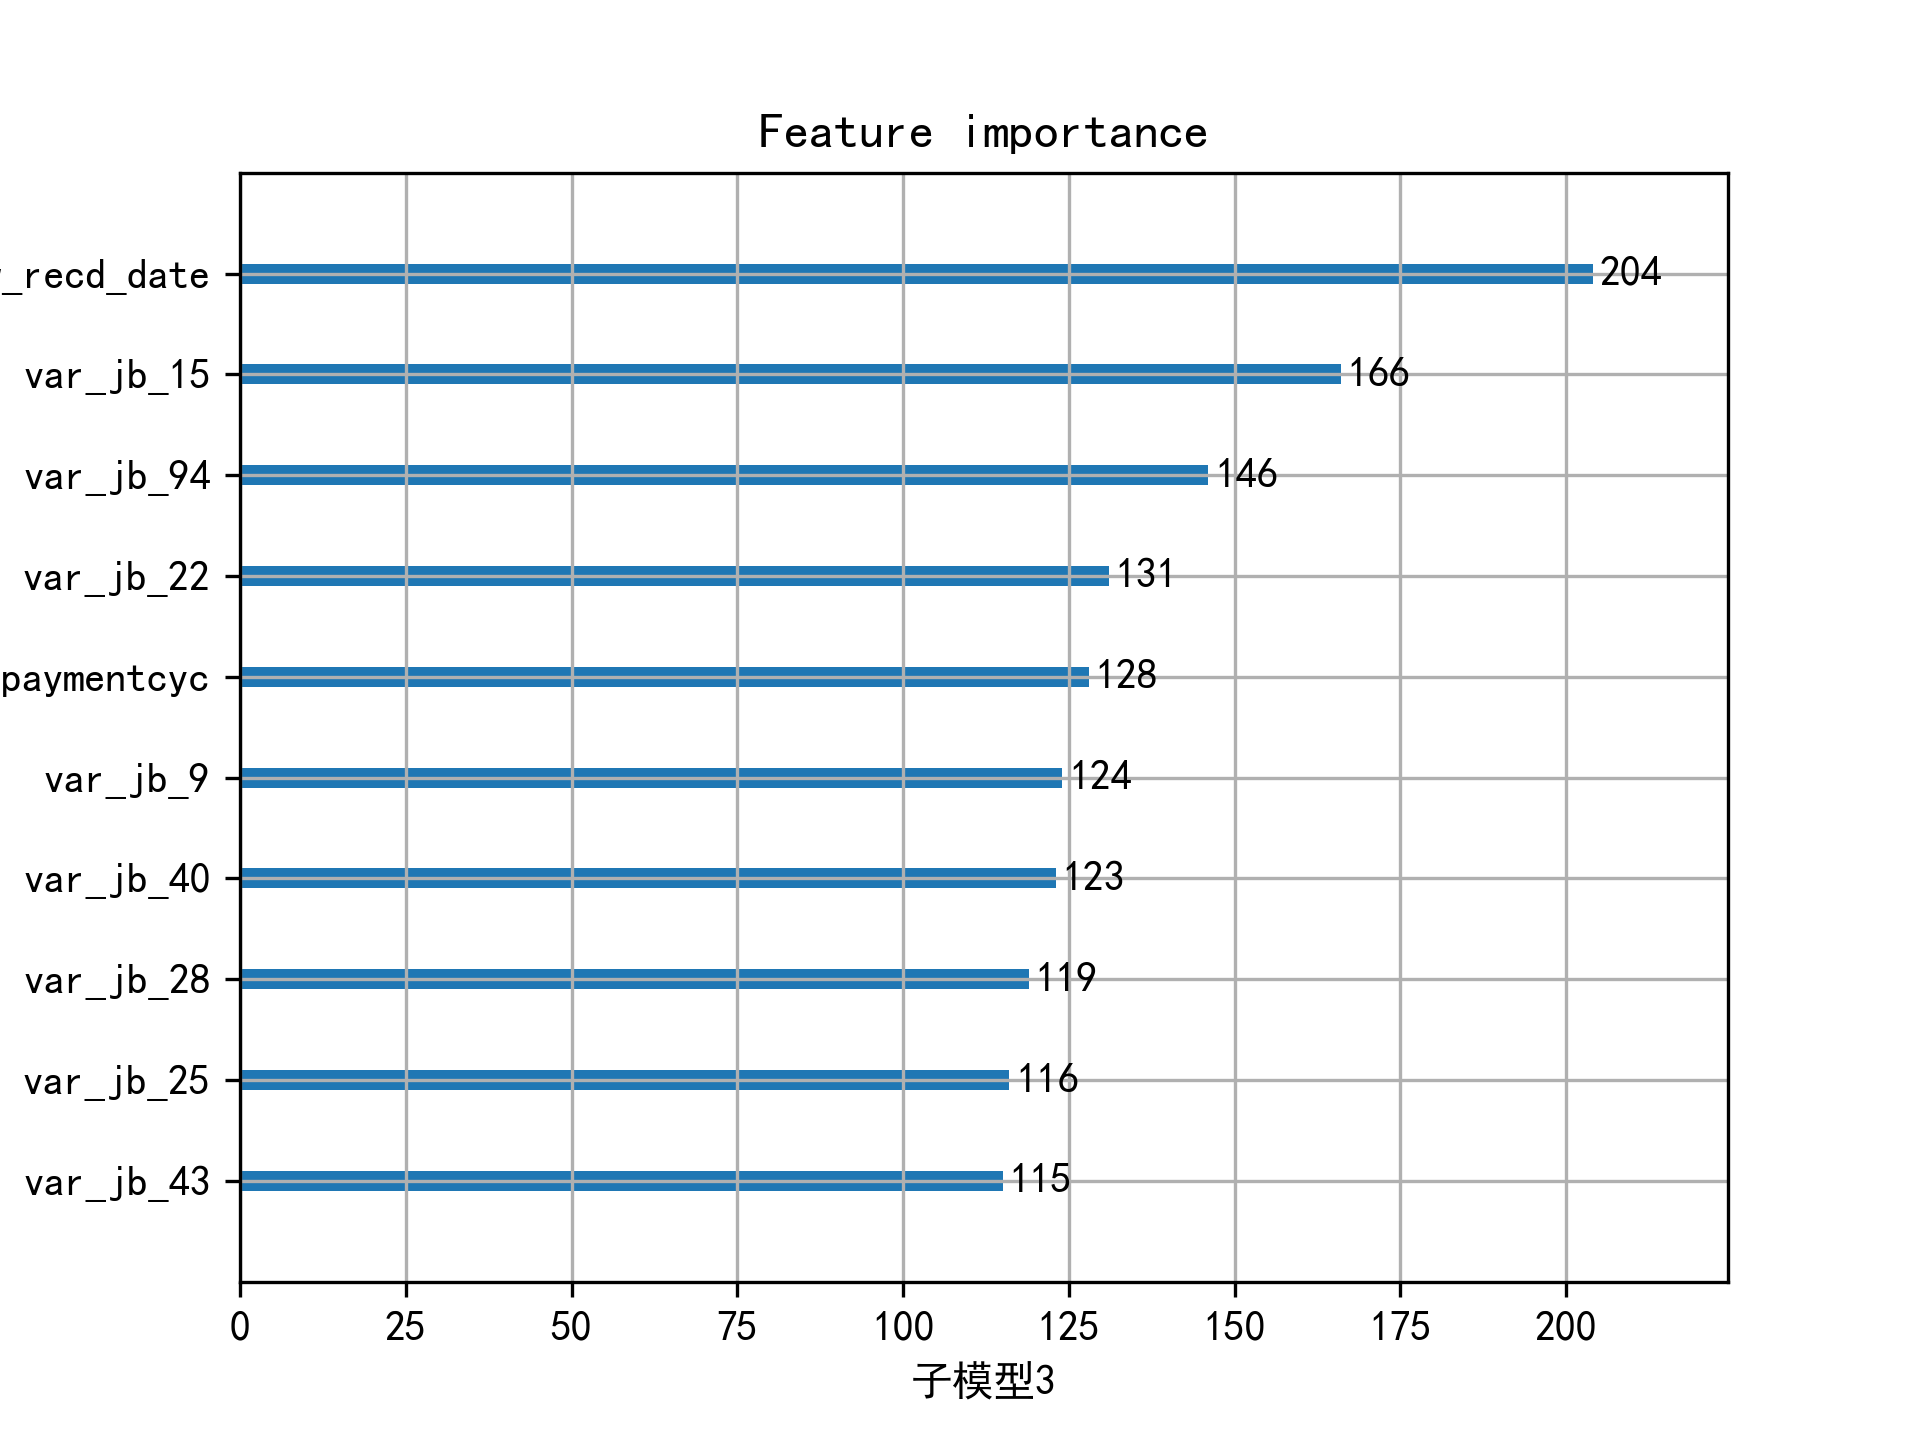 Feature importance
_recd_date 204
var_jb_15 166
var_jb_94 146
var_jb_22 131
paymentcyc 128
var_jb_9 124
var_jb_40 123
var_jb_28 119
var_jb_25 116
var_jb_43 115
0 25 50 75 100 125 150 175 200
子模型3